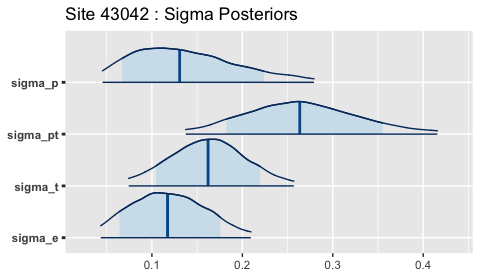 Site 43042 : Sigma Posteriors
sigma_p
sigma_pt
sigma_t
sigma_e
0.1 0.2 0.3 0.4